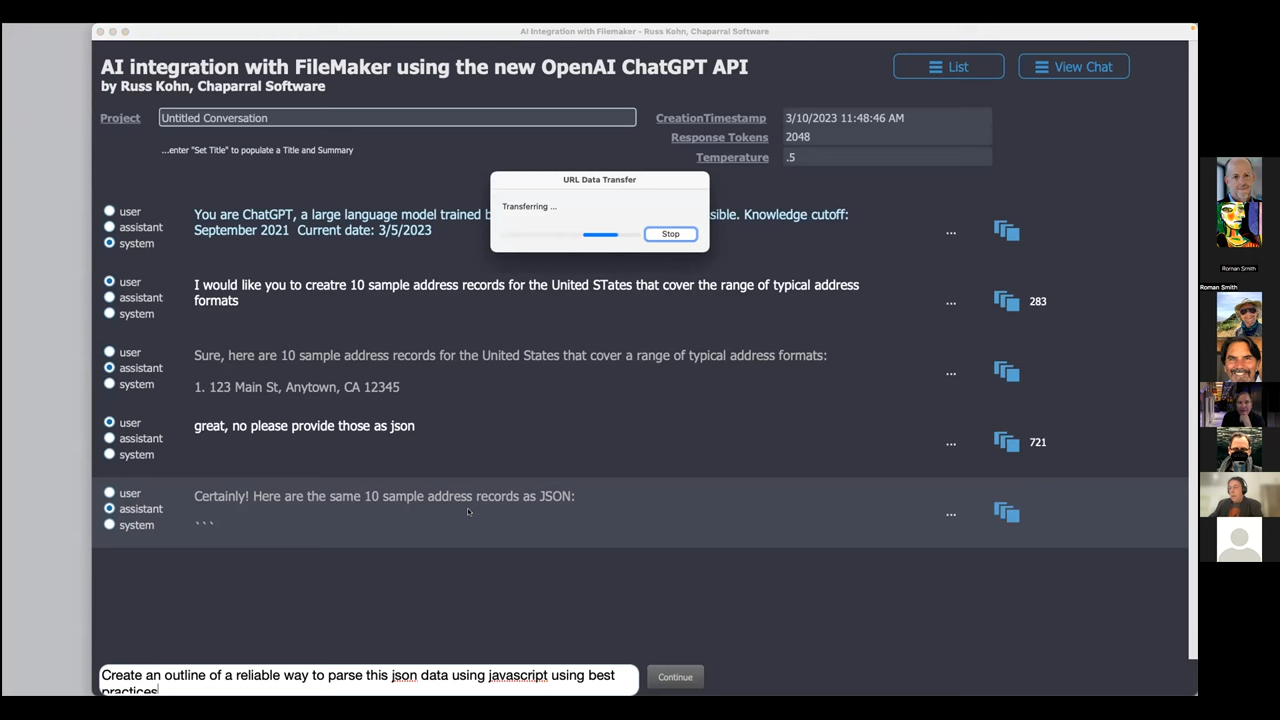 AI Integration with Filemaker - Russ Kohn, Chaparral Software
AI integration with FileMaker using the new OpenAI ChatGPT API
by Russ Kohn, Chaparral Software
List
View Chat
Project
Untitled Conversation
...enter "Set Title" to populate a Title and Summary
CreationTimestamp
3/10/2023 11:48:46 AM
Response Tokens
2048
Temperature
.5
URL Data Transfer
Transferring ...
Stop
user
assistant
system
You are ChatGPT, a large language model trained b
sible. Knowledge cutoff:
September 2021 Current date: 3/5/2023
...
user
assistant
system
I would like you to creatre 10 sample address records for the United STates that cover the range of typical address
formats
...
283
user
assistant
system
Sure, here are 10 sample address records for the United States that cover a range of typical address formats:
1. 123 Main St, Anytown, CA 12345
...
user
assistant
system
great, no please provide those as json
...
721
user
assistant
system
Certainly! Here are the same 10 sample address records as JSON:
```
...
Create an outline of a reliable way to parse this json data using javascript using best
practices
Continue
Roman Smith
Roman Smith